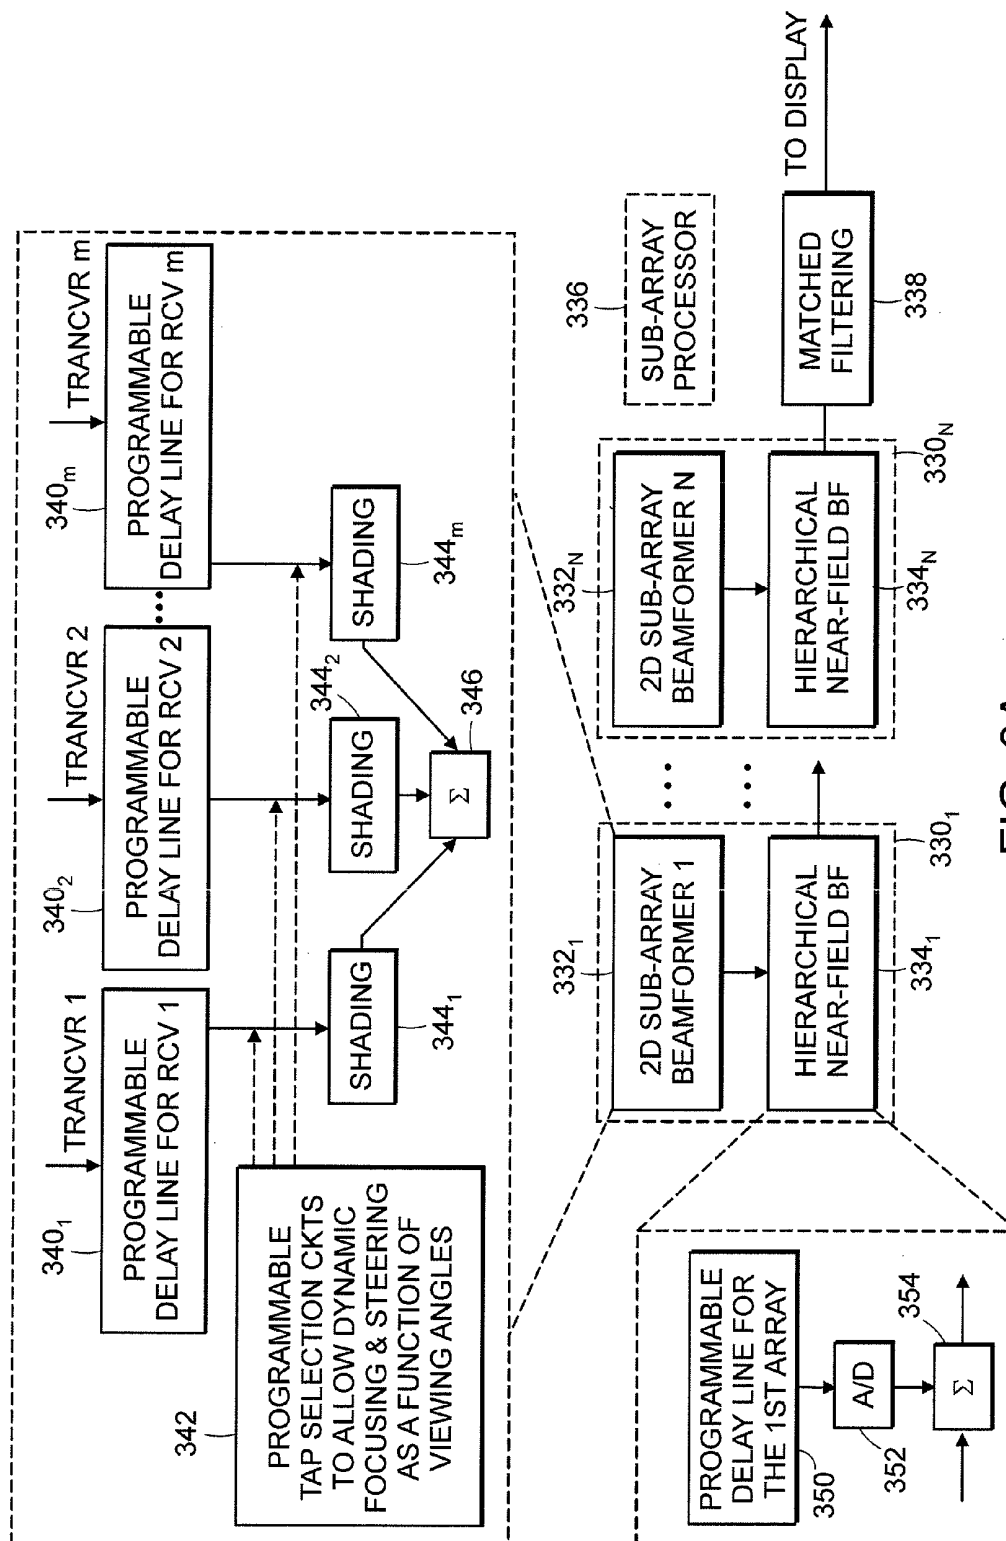 340₁
TRANCVR 1
PROGRAMMABLE
DELAY LINE FOR RCV 1
340₂
TRANCVR 2
PROGRAMMABLE
DELAY LINE FOR RCV 2
340ₘ
TRANCVR m
PROGRAMMABLE
DELAY LINE FOR RCV m
342
PROGRAMMABLE
TAP SELECTION CKTS
TO ALLOW DYNAMIC
FOCUSING & STEERING
AS A FUNCTION OF
VIEWING ANGLES
SHADING
344₁
SHADING
344₂
SHADING
344ₘ
Σ
346
332₁
2D SUB-ARRAY
BEAMFORMER 1
332_N
2D SUB-ARRAY
BEAMFORMER N
336
SUB-ARRAY
PROCESSOR
HIERARCHICAL
NEAR-FIELD BF
334₁
330₁
HIERARCHICAL
NEAR-FIELD BF
334_N
330_N
MATCHED
FILTERING
338
TO DISPLAY
PROGRAMMABLE
DELAY LINE FOR
THE 1ST ARRAY
350
A/D
352
Σ
354
FIG.